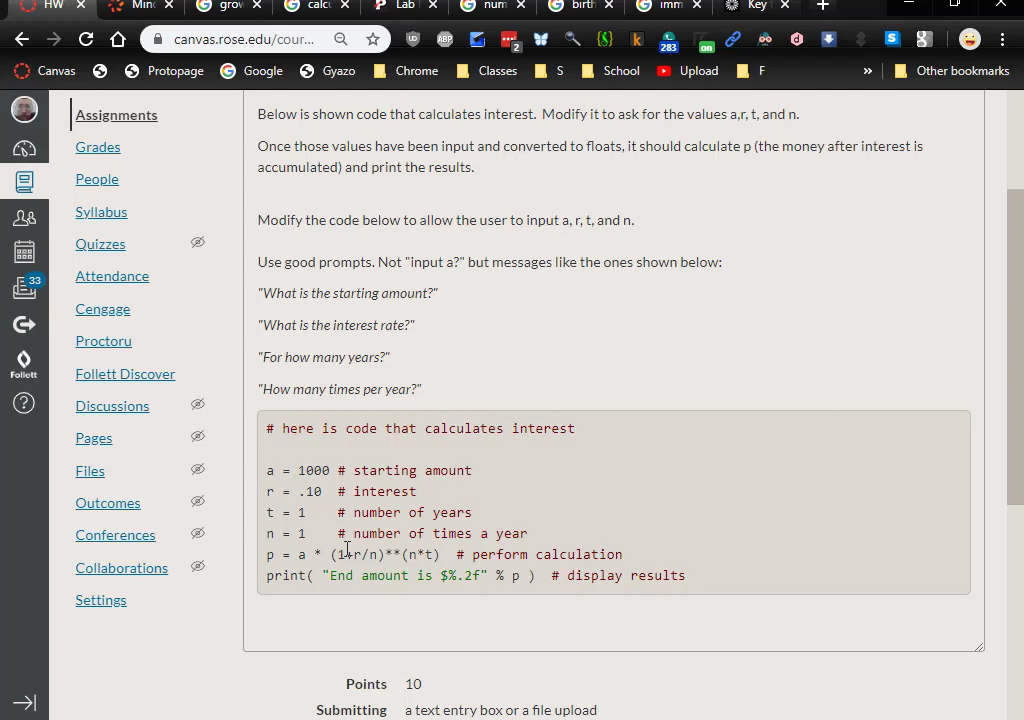 HW
Mino
grow
calcu
Lab
num
birth
imm
Key
canvas.rose.edu/cour...
ABP
2
k
283
on
S
Canvas
Protopage
Google
Gyazo
Chrome
Classes
S
School
Upload
F
»
Other bookmarks
Assignments
Grades
People
Syllabus
Quizzes
Attendance
Cengage
Proctoru
Follett Discover
Discussions
Pages
Files
Outcomes
Conferences
Collaborations
Settings
33
Follett
Below is shown code that calculates interest. Modify it to ask for the values a,r, t, and n.
Once those values have been input and converted to floats, it should calculate p (the money after interest is
accumulated) and print the results.
Modify the code below to allow the user to input a, r, t, and n.
Use good prompts. Not "input a?" but messages like the ones shown below:
"What is the starting amount?"
"What is the interest rate?"
"For how many years?"
"How many times per year?"
# here is code that calculates interest
a = 1000 # starting amount
r = .10 # interest
t = 1 # number of years
n = 1 # number of times a year
p = a * (1+r/n)**(n*t) # perform calculation
print( "End amount is $%.2f" % p ) # display results
Points 10
Submitting a text entry box or a file upload